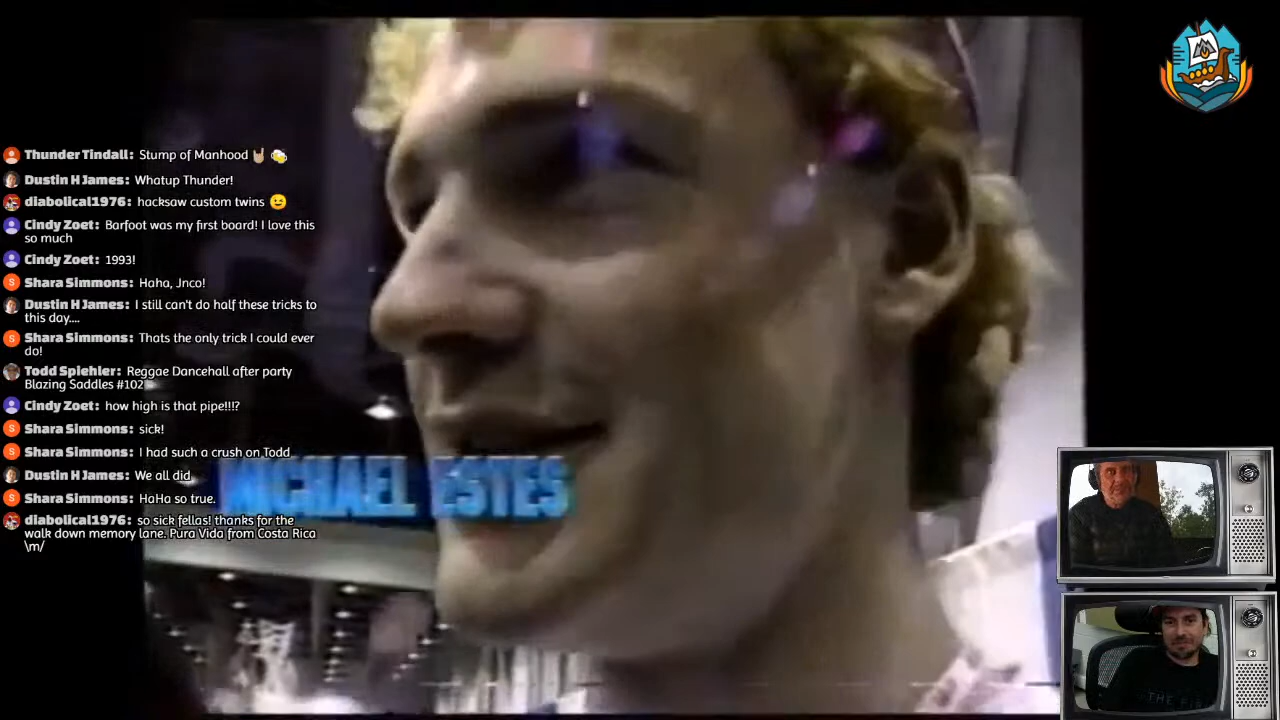 Thunder Tindall: Stump of Manhood 🤘🏼 🍻
Dustin H James: Whatup Thunder!
diabolical1976: hacksaw custom twins 😉
Cindy Zoet: Barfoot was my first board! I love this
so much
Cindy Zoet: 1993!
Shara Simmons: Haha, Jnco!
Dustin H James: I still can't do half these tricks to
this day....
Shara Simmons: Thats the only trick I could ever
do!
Todd Spiehler: Reggae Dancehall after party
Blazing Saddles #102
Cindy Zoet: how high is that pipe!!!?
Shara Simmons: sick!
Shara Simmons: I had such a crush on Todd
Dustin H James: We all did
Shara Simmons: HaHa so true.
diabolical1976: so sick fellas! thanks for the
walk down memory lane. Pura Vida from Costa Rica
\m/
MICHAEL ESTES
THE FI